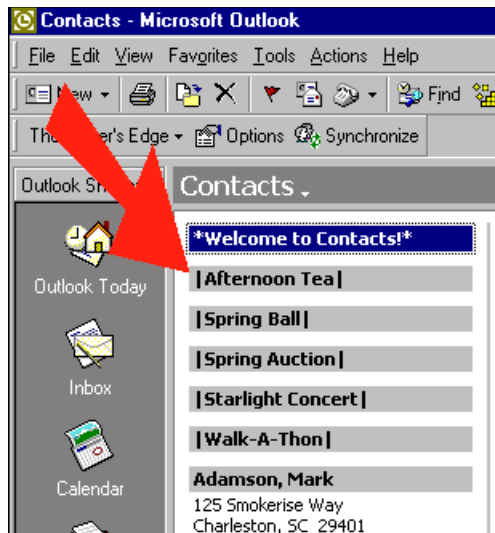 Contacts - Microsoft Outlook
File Edit View Favorites Tools Actions Help
New Find
Edge Options Synchronize
Outlook Contacts
*Welcome to Contacts!*
|Afternoon Tea|
Outlook Today
|Spring Ball|
|Spring Auction|
Inbox
|Starlight Concert|
|Walk-A-Thon|
Adamson, Mark
Calendar
125 Smokerise Way
Charleston, SC 29401